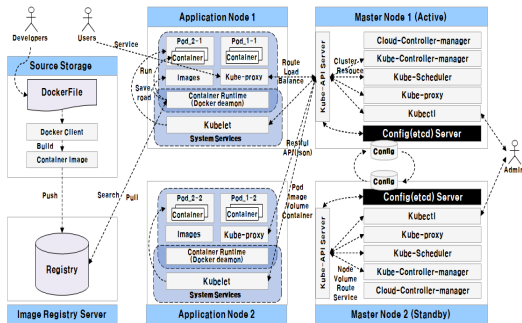 Developers
Users
Service
Source Storage
DockerFile
Docker Client
Build
Container Image
Push
Search
Pull
Registry
Image Registry Server
Application Node 1
Pod_2-1
Container
Pod_1-1
Container
Run
Images
Kube-proxy
Save
road
Container Runtime
(Docker deamon)
Kubelet
System Services
Route
Load
Balance
Restful
API(json)
Pod
Image
Volume
Container
Pod_2-2
Container
Pod_1-2
Container
Images
Kube-proxy
Container Runtime
(Docker deamon)
Kubelet
System Services
Application Node 2
Master Node 1 (Active)
Kube-API Server
Cluster
Resouce
Cloud-Controller-manager
Kube-Controller-manager
Kube-Scheduler
Kube-proxy
Kubectl
Config(etcd) Server
Config
Config
Admin
Config(etcd) Server
Kube-API Server
Kubectl
Kube-proxy
Kube-Scheduler
Kube-Controller-manager
Cloud-Controller-manager
Node
Volume
Route
Service
Master Node 2 (Standby)